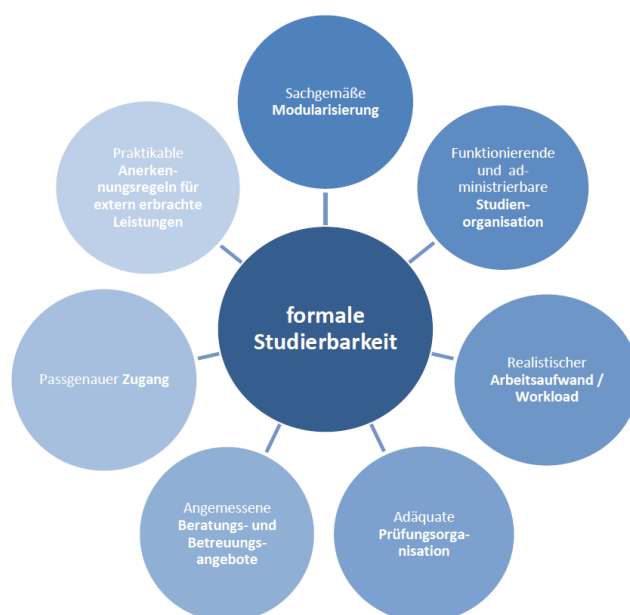 Sachgemäße
Modularisierung
Funktionierende
und  ad-
ministrierbare
Studien-
organisation
Realistischer
Arbeitsaufwand /
Workload
Adäquate
Prüfungsorga-
nisation
Angemessene
Beratungs- und
Betreuungs-
angebote
Passgenauer Zugang
Praktikable
Anerken-
nungsregeln für
extern erbrachte
Leistungen
formale
Studierbarkeit